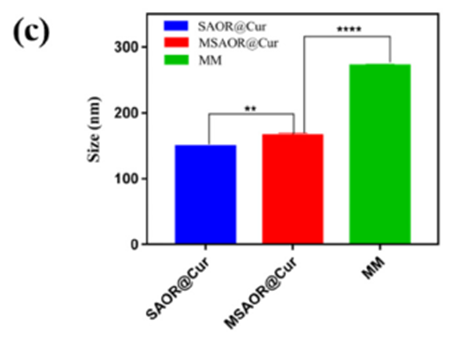 (c)
SAOR@Cur
MSAOR@Cur
MM
****
**
Size (nm)
300
200
100
0
SAOR@Cur
MSAOR@Cur
MM